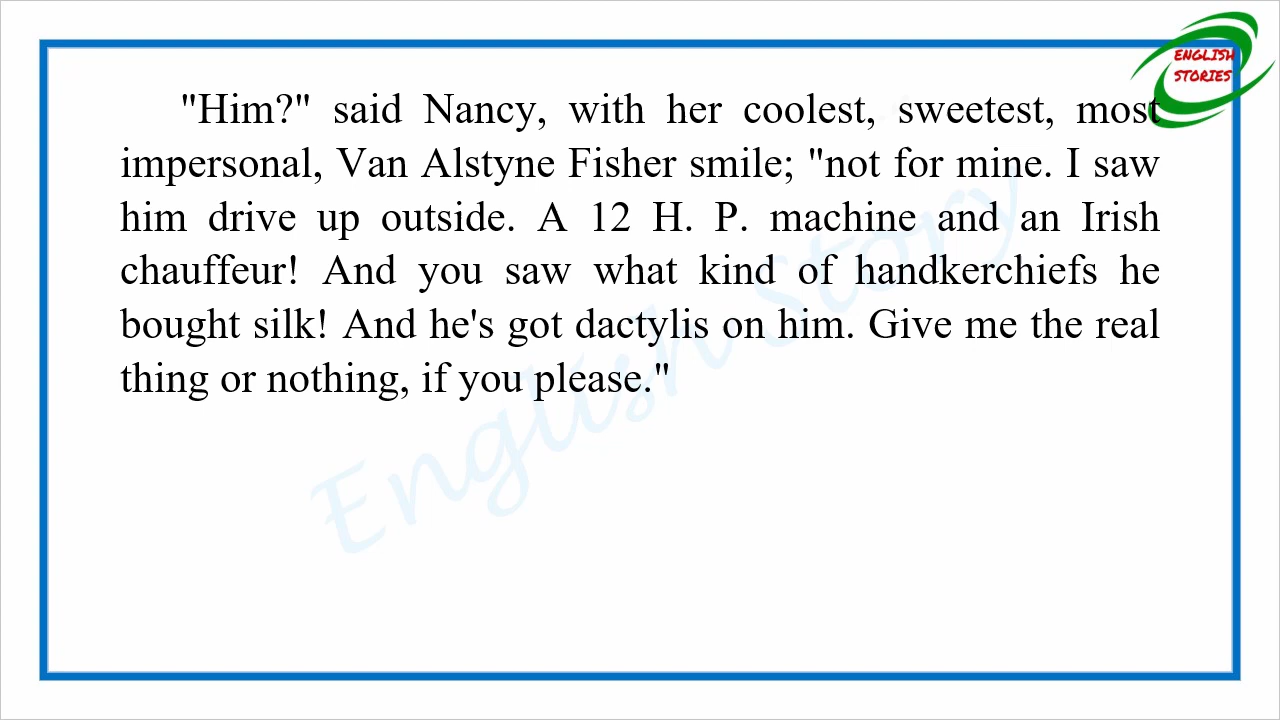 ENGLISH
STORIES
"Him?" said Nancy, with her coolest, sweetest, most
impersonal, Van Alstyne Fisher smile; "not for mine. I saw
him drive up outside. A 12 H. P. machine and an Irish
chauffeur! And you saw what kind of handkerchiefs he
bought silk! And he's got dactylis on him. Give me the real
thing or nothing, if you please."
English Story